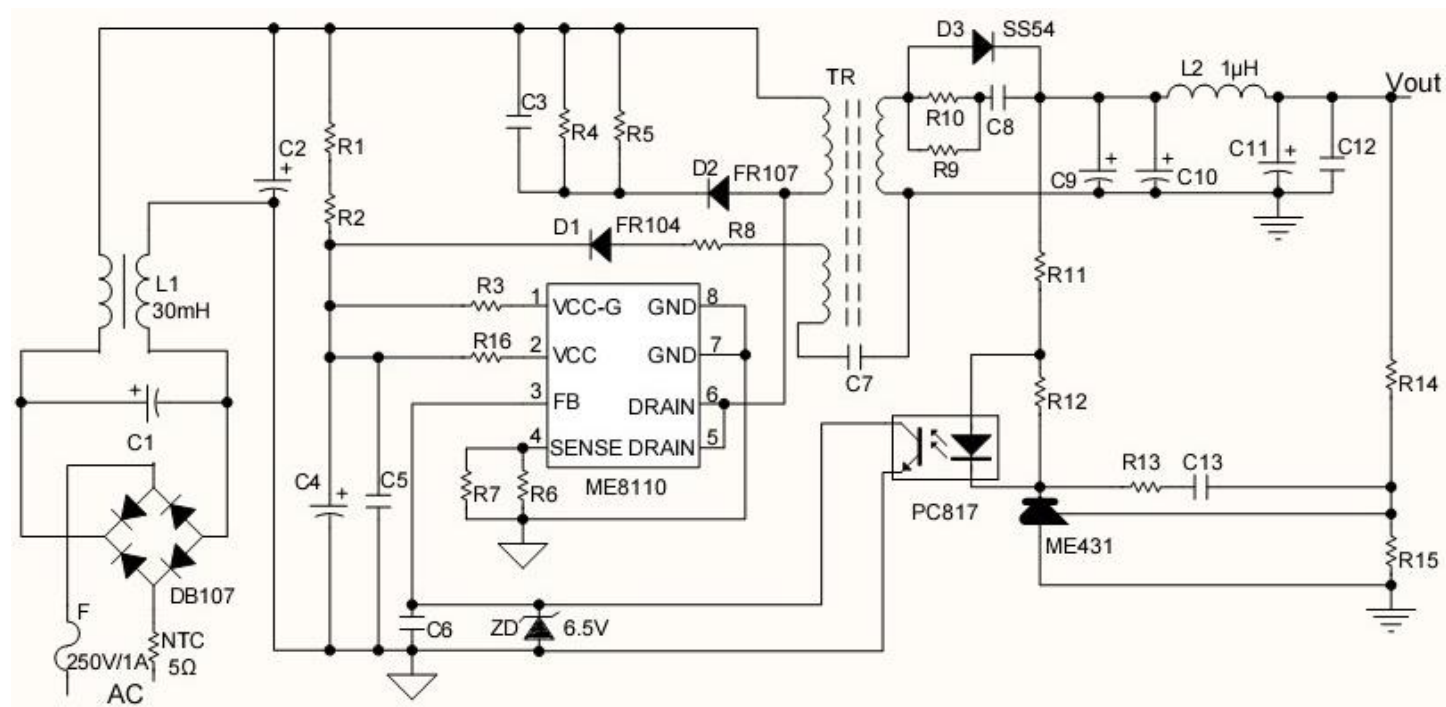 D3 SS54
TR
L2 1μH
Vout
C3
R4
R5
R10
C8
R9
C2
+
R1
D2
FR107
C9
+
C10
+
C11
+
C12
R2
D1
FR104
R8
L1
30mH
R3
1
VCC-G
GND
8
R11
R16
2
VCC
GND
7
C7
3
FB
DRAIN
6
R12
R14
+
C1
4
SENSE
DRAIN
5
C4
+
C5
R7
R6
ME8110
R13
C13
PC817
ME431
R15
DB107
F
C6
ZD
6.5V
NTC
250V/1A
5Ω
AC